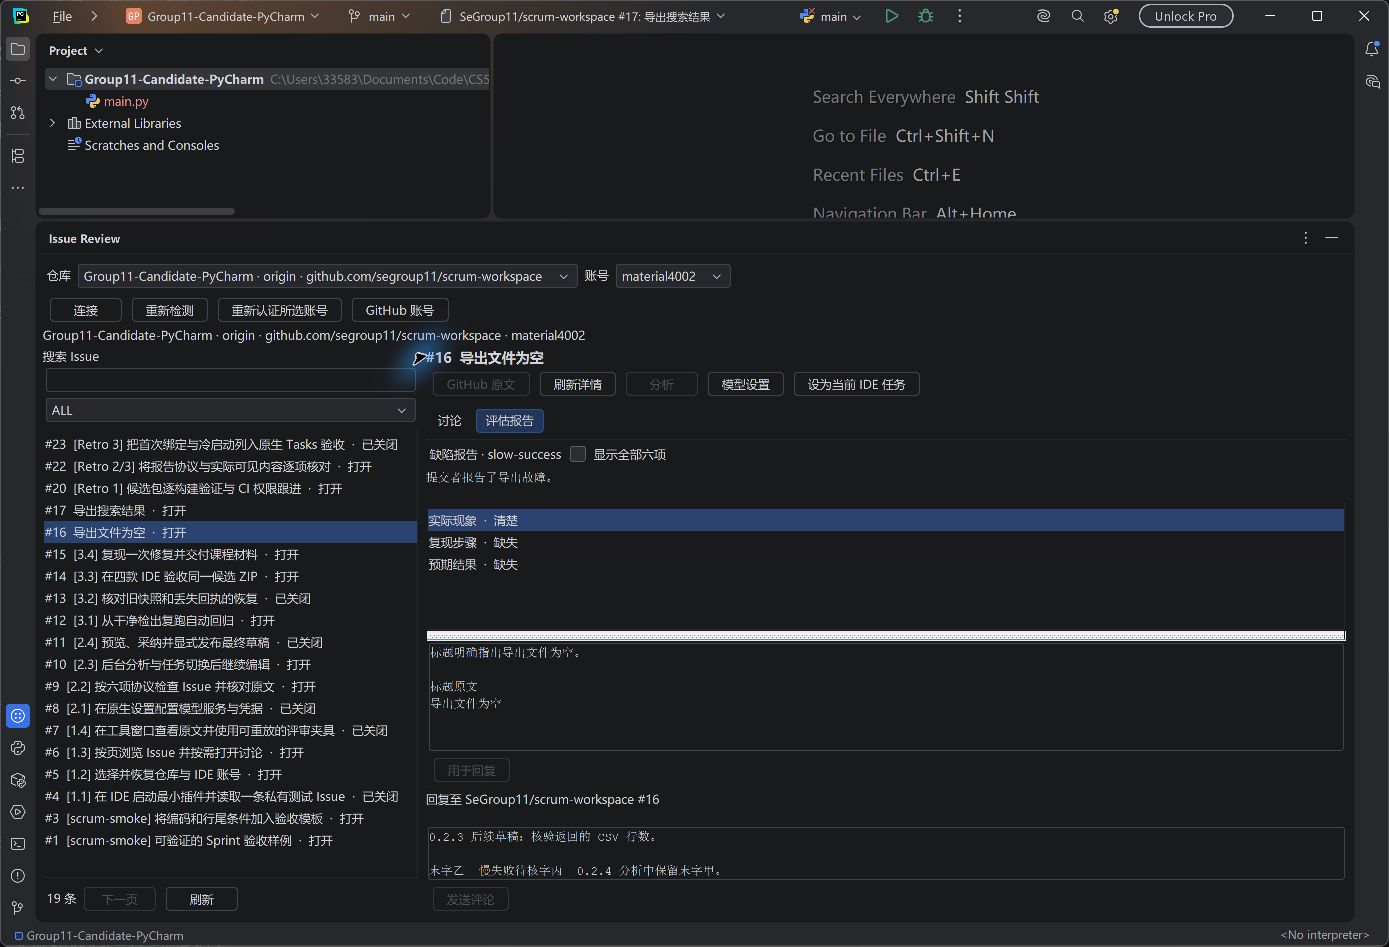 File
GP Group11-Candidate-PyCharm
main
SeGroup11/scrum-workspace #17: 导出搜索结果
main
Unlock Pro
Project
Group11-Candidate-PyCharm C:\Users\33583\Documents\Code\CS5
main.py
External Libraries
Scratches and Consoles
Search Everywhere Shift Shift
Go to File Ctrl+Shift+N
Recent Files Ctrl+E
Navigation Bar Alt+Home
Issue Review
仓库 Group11-Candidate-PyCharm · origin · github.com/segroup11/scrum-workspace 账号 material4002
连接 重新检测 重新认证所选账号 GitHub 账号
Group11-Candidate-PyCharm · origin · github.com/segroup11/scrum-workspace · material4002
搜索 Issue
ALL
#23 [Retro 3] 把首次绑定与冷启动列入原生 Tasks 验收 · 已关闭
#22 [Retro 2/3] 将报告协议与实际可见内容逐项核对 · 打开
#20 [Retro 1] 候选包逐构建验证与 CI 权限跟进 · 打开
#17 导出搜索结果 · 打开
#16 导出文件为空 · 打开
#15 [3.4] 复现一次修复并交付课程材料 · 打开
#14 [3.3] 在四款 IDE 验收同一候选 ZIP · 打开
#13 [3.2] 核对旧快照和丢失回执的恢复 · 已关闭
#12 [3.1] 从干净检出复跑自动回归 · 打开
#11 [2.4] 预览、采纳并显式发布最终草稿 · 已关闭
#10 [2.3] 后台分析与任务切换后继续编辑 · 打开
#9 [2.2] 按六项协议检查 Issue 并核对原文 · 打开
#8 [2.1] 在原生设置配置模型服务与凭据 · 已关闭
#7 [1.4] 在工具窗口查看原文并使用可重放的评审夹具 · 已关闭
#6 [1.3] 按页浏览 Issue 并按需打开讨论 · 打开
#5 [1.2] 选择并恢复仓库与 IDE 账号 · 打开
#4 [1.1] 在 IDE 启动最小插件并读取一条私有测试 Issue · 已关闭
#3 [scrum-smoke] 将编码和行尾条件加入验收模板 · 打开
#1 [scrum-smoke] 可验证的 Sprint 验收样例 · 打开
19 条 下一页 刷新
#16 导出文件为空
GitHub 原文 刷新详情 分析 模型设置 设为当前 IDE 任务
讨论 评估报告
缺陷报告 · slow-success 显示全部六项
提交者报告了导出故障。
实际现象 · 清楚
复现步骤 · 缺失
预期结果 · 缺失
标题明确指出导出文件为空。
标题原文
导出文件为空
用于回复
回复至 SeGroup11/scrum-workspace #16
0.2.3 后续草稿：核验返回的 CSV 行数。
末字乙 慢失败待核字丙 0.2.4 分析中保留末字甲。
发送评论
Group11-Candidate-PyCharm
<No interpreter>